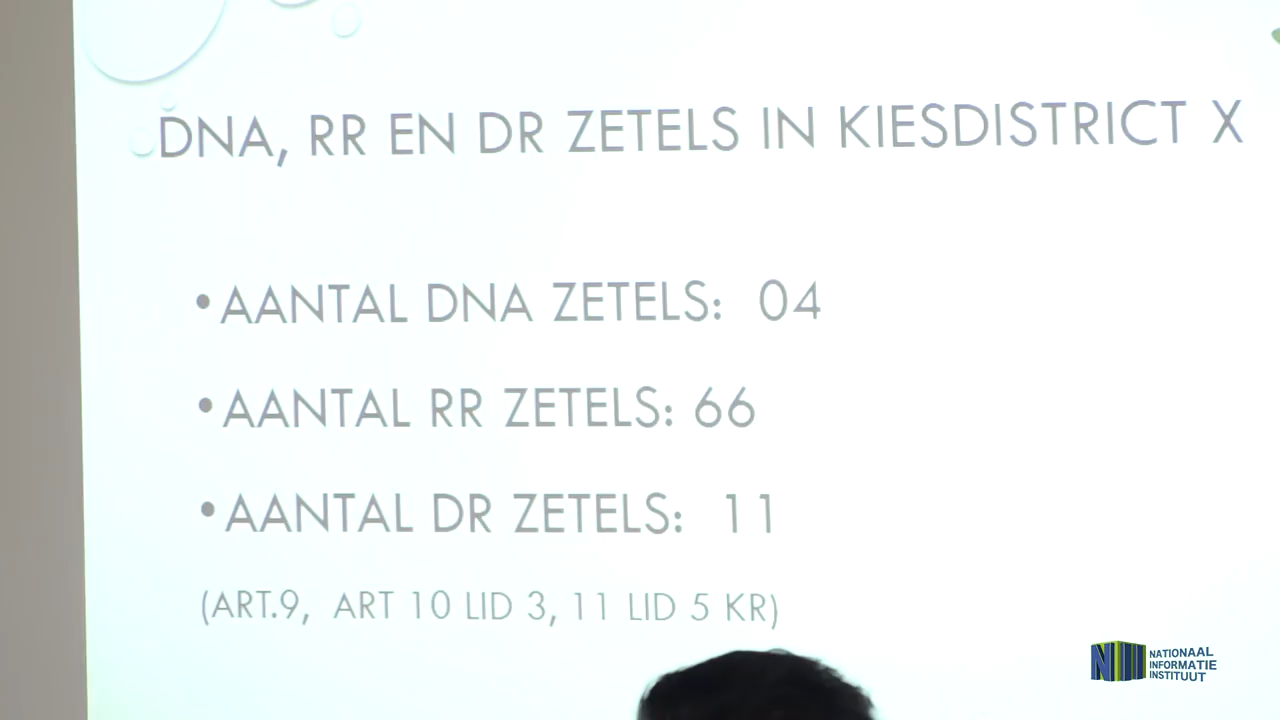 DNA, RR EN DR ZETELS IN KIESDISTRICT X
• AANTAL DNA ZETELS: 04
• AANTAL RR ZETELS: 66
• AANTAL DR ZETELS: 11
(ART.9, ART 10 LID 3, 11 LID 5 KR)
NII
NATIONAAL
INFORMATIE
INSTITUUT